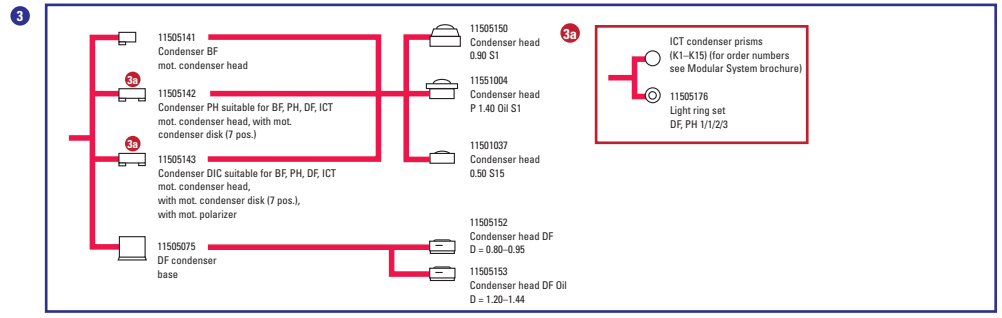 3
11505141
Condenser BF
mot. condenser head
3a
11505142
Condenser PH suitable for BF, PH, DF, ICT
mot. condenser head, with mot.
condenser disk (7 pos.)
3a
11505143
Condenser DIC suitable for BF, PH, DF, ICT
mot. condenser head,
with mot. condenser disk (7 pos.),
with mot. polarizer
11505075
DF condenser
base
11505150
Condenser head
0.90 S1
11551004
Condenser head
P 1.40 Oil S1
11501037
Condenser head
0.50 S15
11505152
Condenser head DF
D = 0.80–0.95
11505153
Condenser head DF Oil
D = 1.20–1.44
3a
ICT condenser prisms
(K1–K15) (for order numbers
see Modular System brochure)
11505176
Light ring set
DF, PH 1/1/2/3